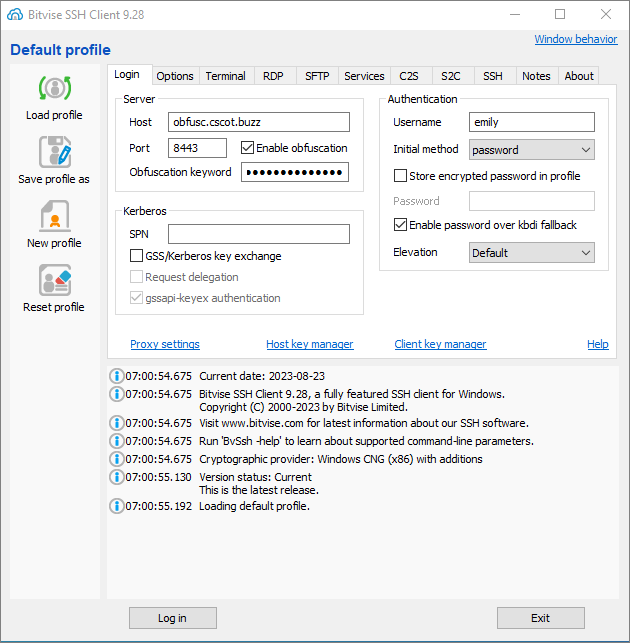 Bitvise SSH Client 9.28
Default profile
Window behavior
Load profile
Save profile as
New profile
Reset profile
Login Options Terminal RDP SFTP Services C2S S2C SSH Notes About
Server
Host obfusc.cscot.buzz
Port 8443 Enable obfuscation
Obfuscation keyword ●●●●●●●●●●●●●●
Kerberos
SPN
GSS/Kerberos key exchange
Request delegation
gssapi-keyex authentication
Authentication
Username emily
Initial method password
Store encrypted password in profile
Password
Enable password over kbdi fallback
Elevation Default
Proxy settings Host key manager Client key manager Help
07:00:54.675 Current date: 2023-08-23
07:00:54.675 Bitvise SSH Client 9.28, a fully featured SSH client for Windows.
Copyright (C) 2000-2023 by Bitvise Limited.
07:00:54.675 Visit www.bitvise.com for latest information about our SSH software.
07:00:54.675 Run 'BvSsh -help' to learn about supported command-line parameters.
07:00:54.675 Cryptographic provider: Windows CNG (x86) with additions
07:00:55.130 Version status: Current
This is the latest release.
07:00:55.192 Loading default profile.
Log in Exit